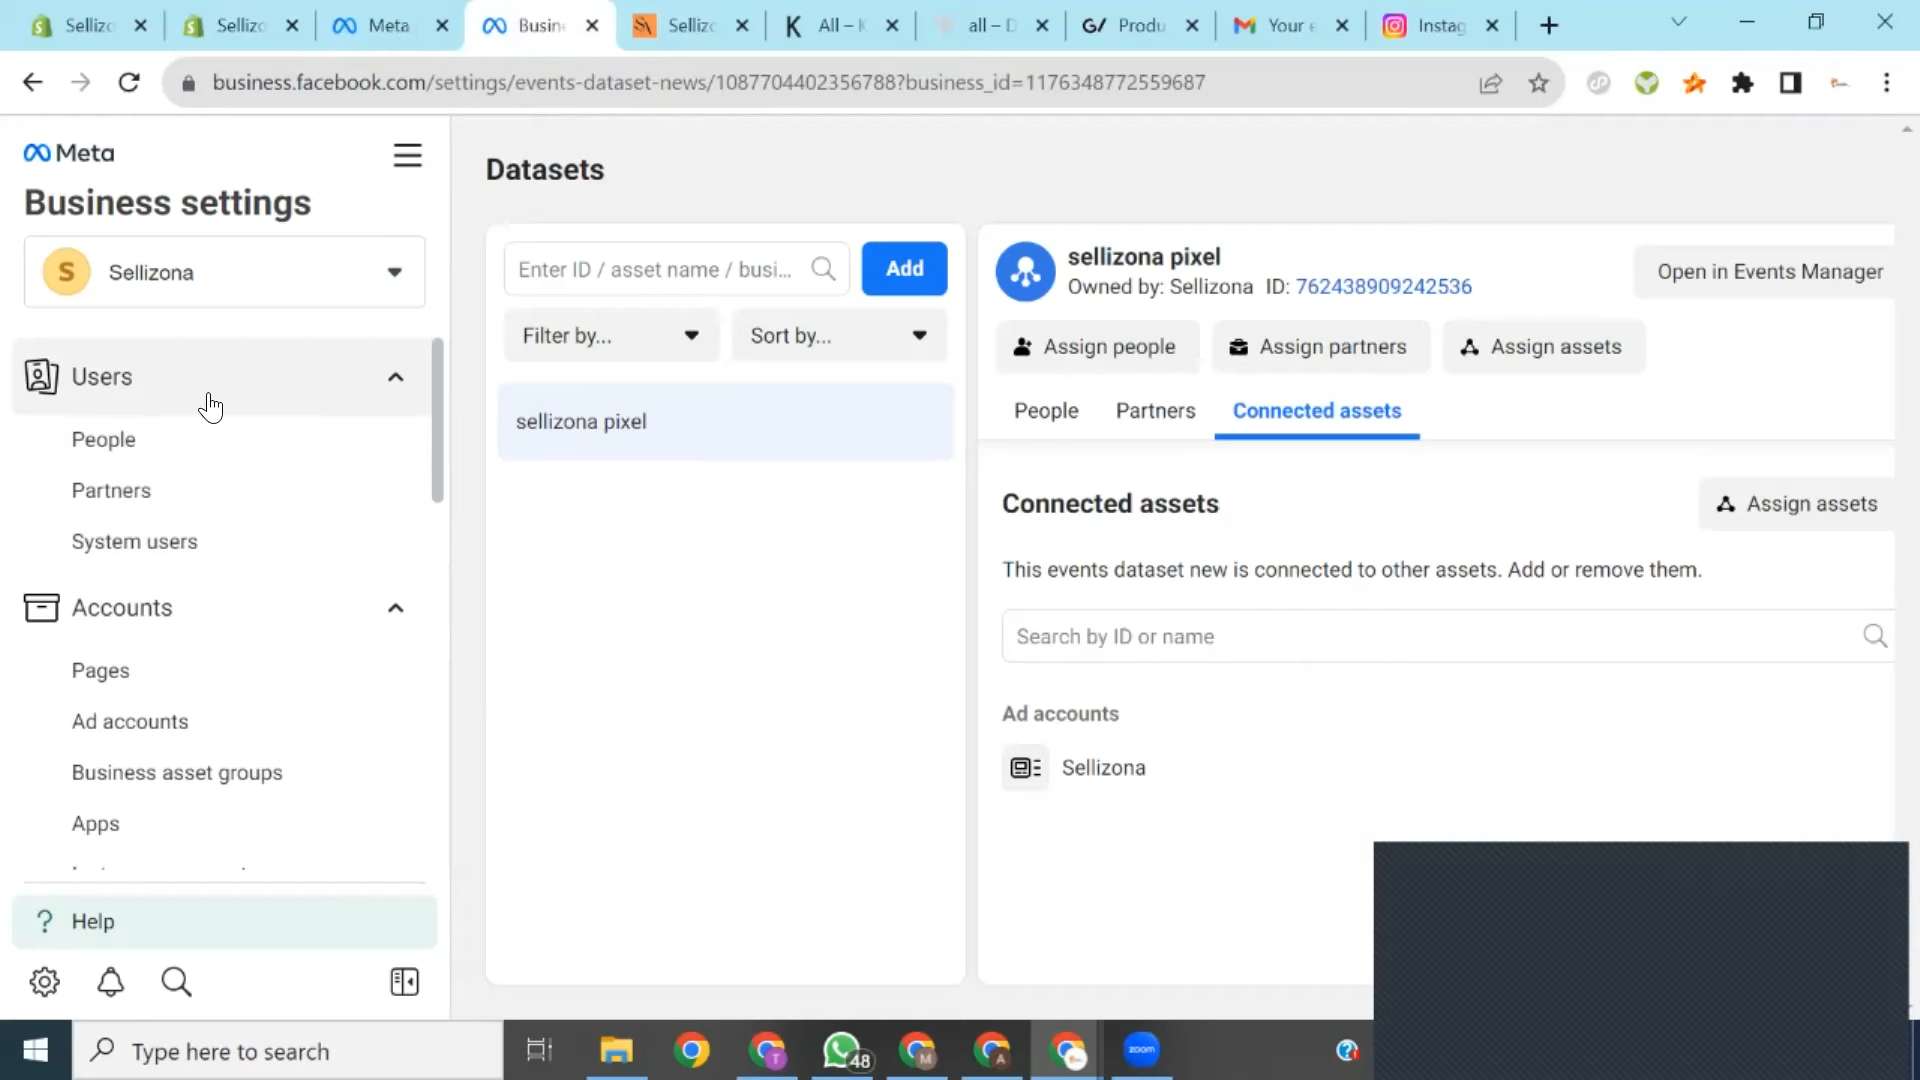 Sellizo
Sellizo
Meta
Busin
Sellizo
K All – K
all – D
G/ Produ
Your e
Instag
business.facebook.com/settings/events-dataset-news/1087704402356788?business_id=1176348772559687
Meta
Business settings
S Sellizona
Users
People
Partners
System users
Accounts
Pages
Ad accounts
Business asset groups
Apps
? Help
Datasets
Enter ID / asset name / busi...
Add
Filter by...
Sort by...
sellizona pixel
sellizona pixel
Owned by: Sellizona ID: 762438909242536
Open in Events Manager
Assign people
Assign partners
Assign assets
People
Partners
Connected assets
Connected assets
Assign assets
This events dataset new is connected to other assets. Add or remove them.
Search by ID or name
Ad accounts
Sellizona
Type here to search
T
48
M
A
zoom